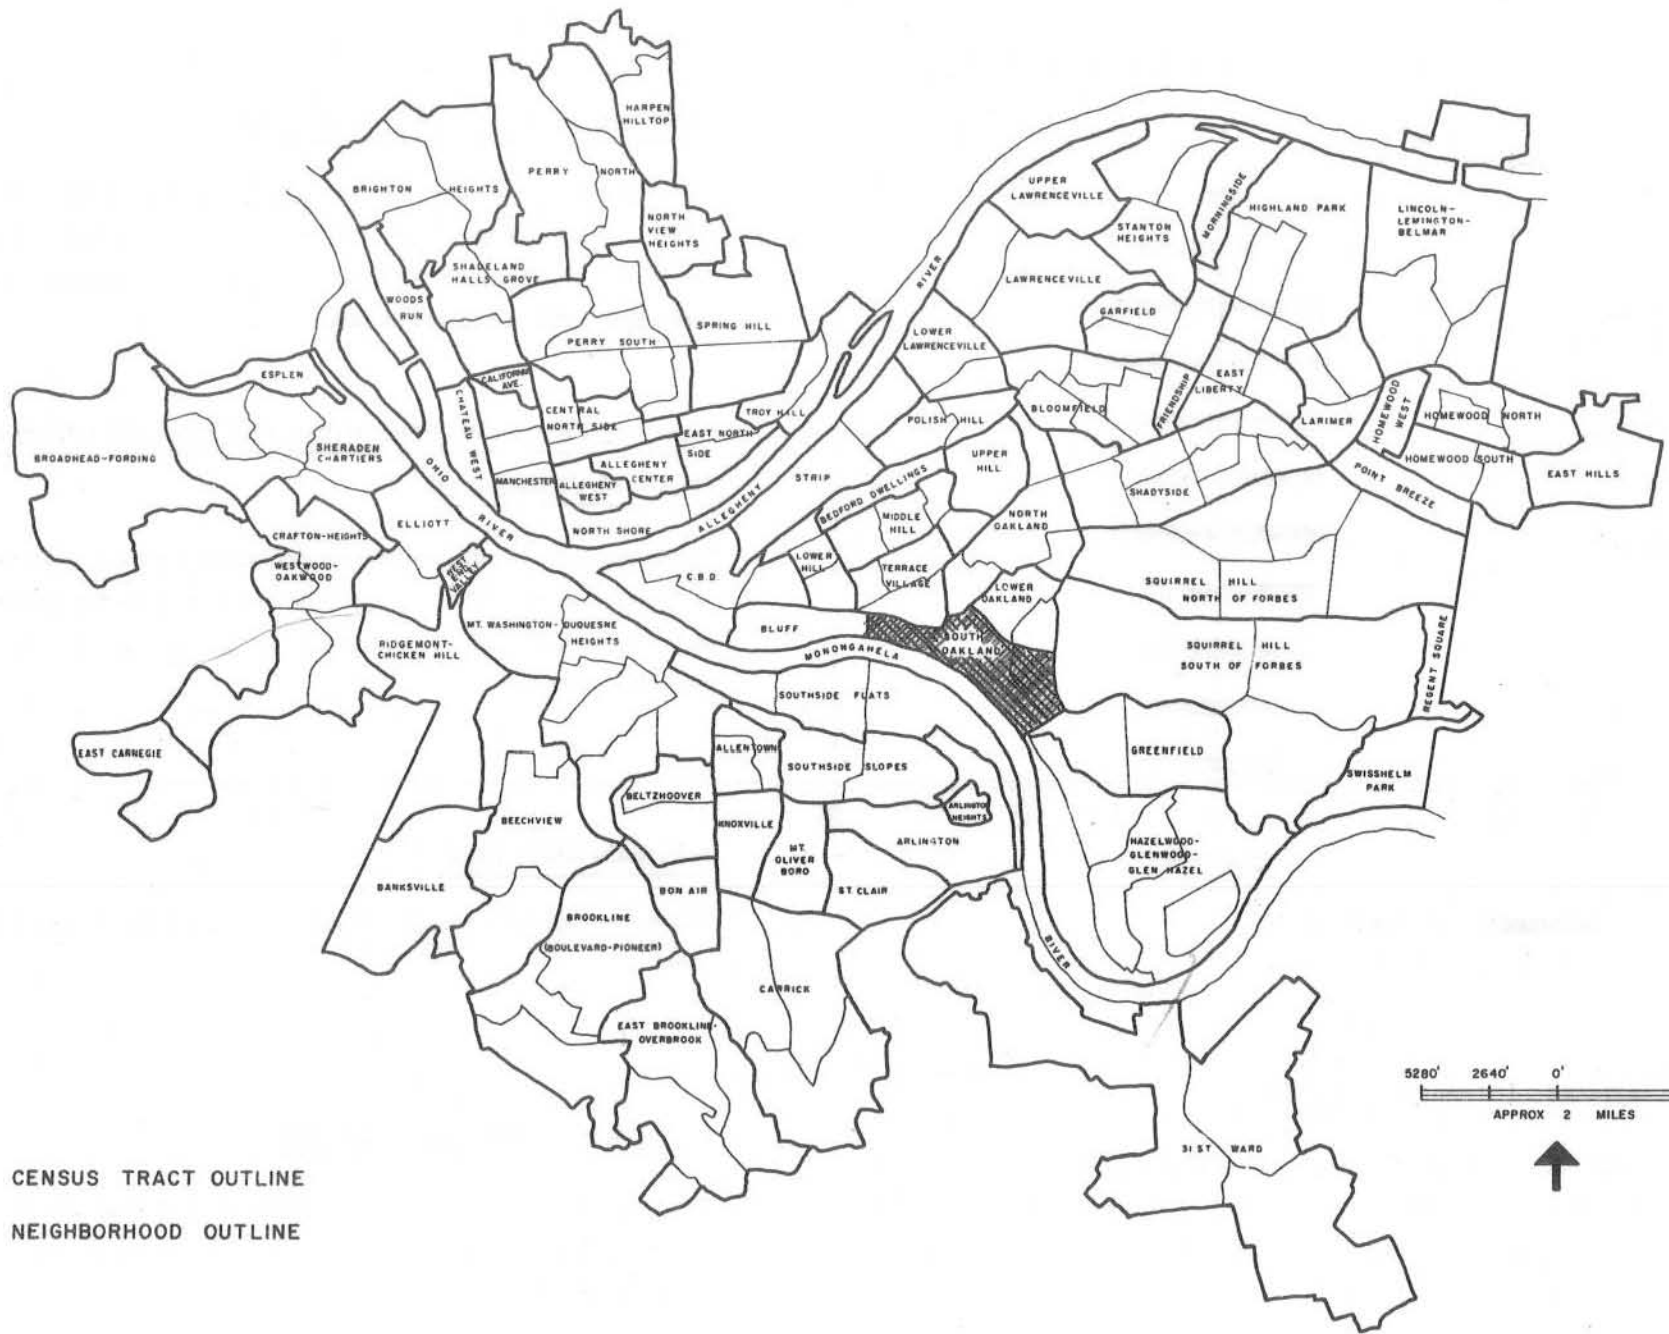 HARPEN
HILLTOP
PERRY NORTH
BRIGHTON HEIGHTS
NORTH
VIEW
HEIGHTS
UPPER
LAWRENCEVILLE
MORNINGSIDE
HIGHLAND PARK
LINCOLN-
LEMINGTON-
BELMAR
STANTON
HEIGHTS
SHADELAND
HALLS GROVE
WOODS
RUN
RIVER
LAWRENCEVILLE
GARFIELD
SPRING HILL
PERRY SOUTH
LOWER
LAWRENCEVILLE
ESPLEN
CALIFORNIA
AVE.
CHATEAU WEST
CENTRAL
NORTH SIDE
TROY HALL
EAST NORTH
SIDE
POLISH HILL
BLOOMFIELD
FRIENDSHIP
EAST
LIBERTY
LARIMER
HOMEWOOD
WEST
HOMEWOOD NORTH
HOMEWOOD SOUTH
EAST HILLS
POINT BREEZE
BROADHEAD-FORDING
SHERADEN
CHARTIERS
OHIO
RIVER
MANCHESTER
ALLEGHENY
WEST
ALLEGHENY
CENTER
STRIP
UPPER
HILL
BEDFORD DWELLINGS
SHADYSIDE
NORTH SHORE
ALLEGHENY
MIDDLE
HILL
NORTH
OAKLAND
ELLIOTT
CRAFTON-HEIGHTS
WESTWOOD-
OAKWOOD
WEST
END
VALLEY
C.B.D.
LOWER
HILL
TERRACE
VILLAGE
LOWER
OAKLAND
SQUIRREL HILL
NORTH OF FORBES
MT. WASHINGTON-DUQUESNE
HEIGHTS
BLUFF
SOUTH
OAKLAND
RIDGEMONT-
CHICKEN HILL
MONONGAHELA
SQUIRREL HILL
SOUTH OF FORBES
REGENT SQUARE
SOUTHSIDE FLATS
EAST CARNEGIE
ALLENTOWN
SOUTHSIDE SLOPES
GREENFIELD
SWISSHELM
PARK
BELTZHOOVER
ARLINGTON
HEIGHTS
BEECHVIEW
KNOXVILLE
MT.
OLIVER
BORO
ARLINGTON
HAZELWOOD-
GLENWOOD-
GLEN HAZEL
BANKSVILLE
BON AIR
ST. CLAIR
BROOKLINE
(BOULEVARD-PIONEER)
RIVER
CARRICK
EAST BROOKLINE-
OVERBROOK
31 ST WARD
5280' 2640' 0'
APPROX 2 MILES
CENSUS TRACT OUTLINE
NEIGHBORHOOD OUTLINE